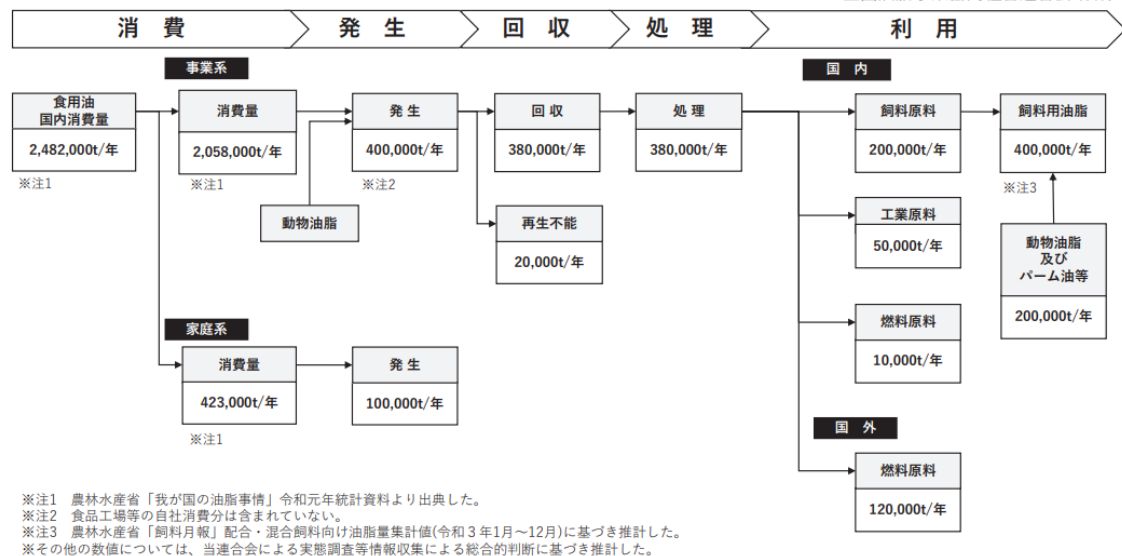 消 費
発 生
回 収
処 理
利 用
事業系
国 内
食用油
国内消費量
2,482,000t/年
※注1
消費量
2,058,000t/年
※注1
発 生
400,000t/年
※注2
回 収
380,000t/年
処 理
380,000t/年
飼料原料
200,000t/年
飼料用油脂
400,000t/年
※注3
動物油脂
再生不能
20,000t/年
工業原料
50,000t/年
動物油脂
及び
パーム油等
200,000t/年
燃料原料
10,000t/年
家庭系
消費量
423,000t/年
※注1
発 生
100,000t/年
国 外
燃料原料
120,000t/年
※注1 農林水産省「我が国の油脂事情」令和元年統計資料より出典した。
※注2 食品工場等の自社消費分は含まれていない。
※注3 農林水産省「飼料月報」配合・混合飼料向け油脂量集計値(令和３年1月～12月)に基づき推計した。
※その他の数値については、当連合会による実態調査等情報収集による総合的判断に基づき推計した。